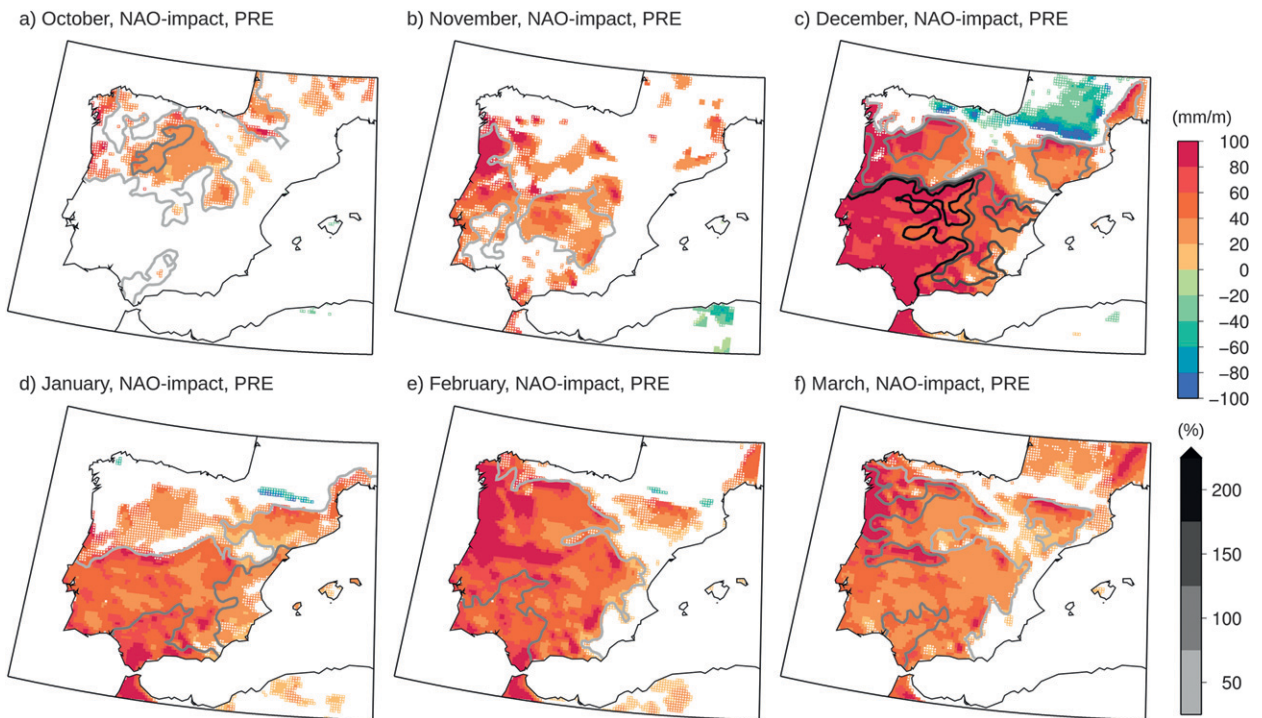 a) October, NAO-impact, PRE
b) November, NAO-impact, PRE
c) December, NAO-impact, PRE
(mm/m)
100
80
60
40
20
0
−20
−40
−60
−80
−100
d) January, NAO-impact, PRE
e) February, NAO-impact, PRE
f) March, NAO-impact, PRE
(%)
200
150
100
50